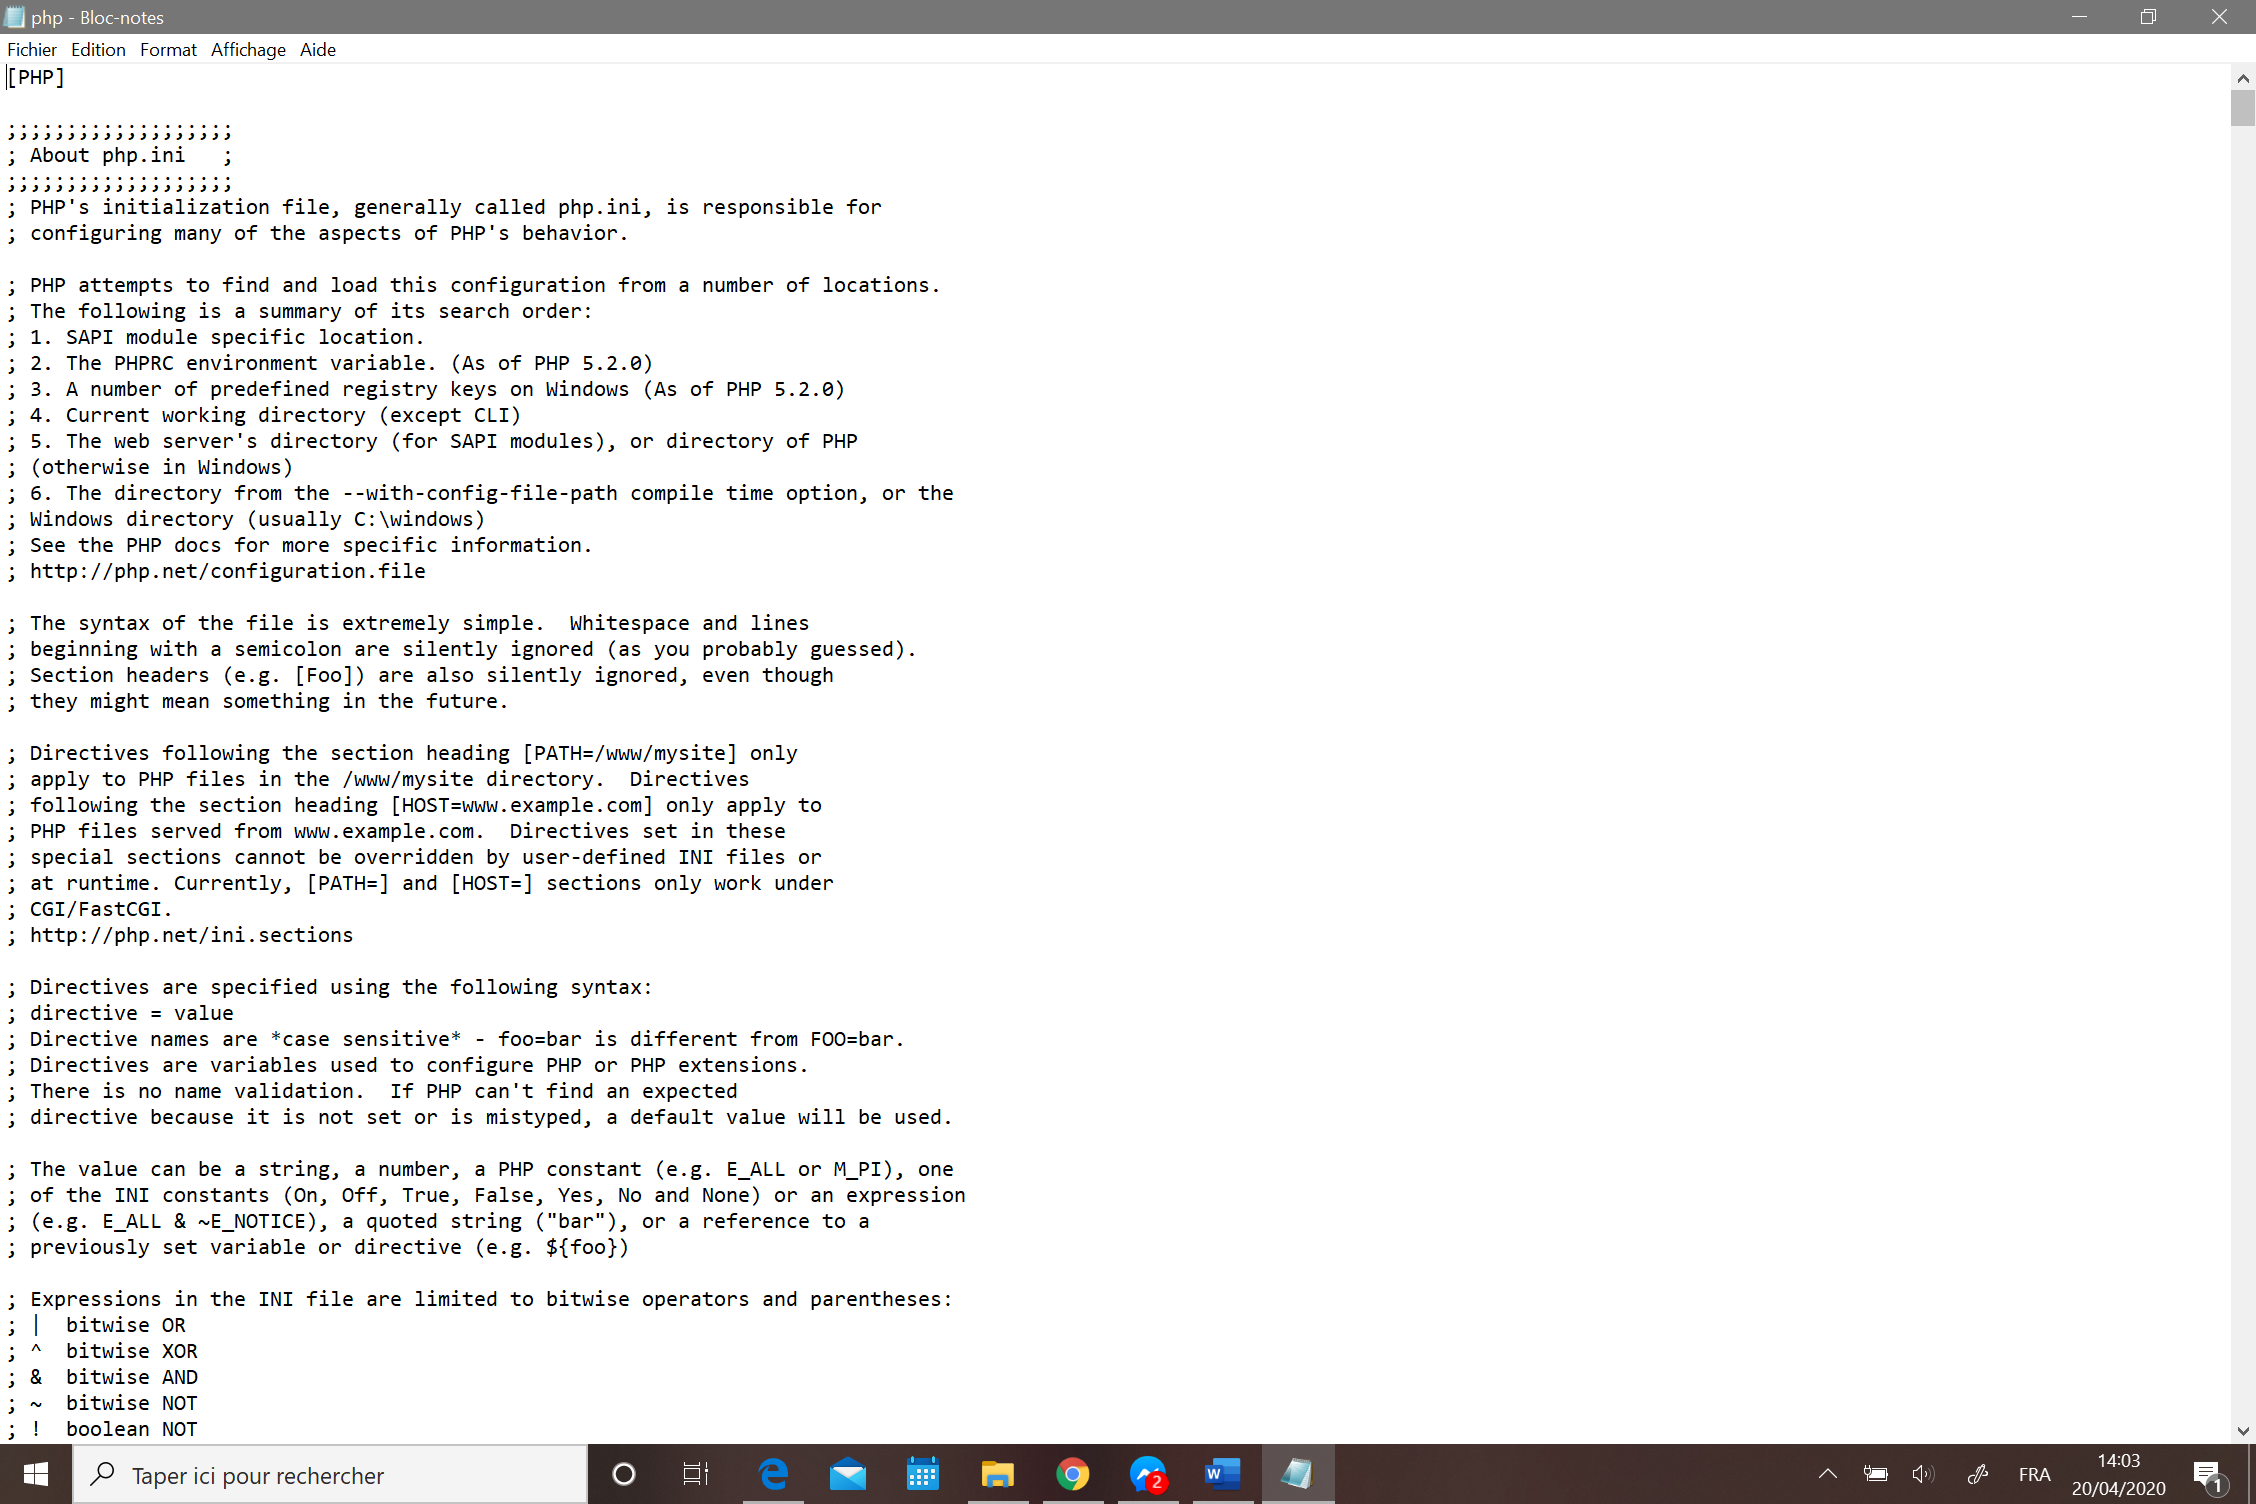 php - Bloc-notes
Fichier Edition Format Affichage Aide
[PHP]
;;;;;;;;;;;;;;;;;;;
; About php.ini   ;
;;;;;;;;;;;;;;;;;;;
; PHP's initialization file, generally called php.ini, is responsible for
; configuring many of the aspects of PHP's behavior.
; PHP attempts to find and load this configuration from a number of locations.
; The following is a summary of its search order:
; 1. SAPI module specific location.
; 2. The PHPRC environment variable. (As of PHP 5.2.0)
; 3. A number of predefined registry keys on Windows (As of PHP 5.2.0)
; 4. Current working directory (except CLI)
; 5. The web server's directory (for SAPI modules), or directory of PHP
; (otherwise in Windows)
; 6. The directory from the --with-config-file-path compile time option, or the
; Windows directory (usually C:\windows)
; See the PHP docs for more specific information.
; http://php.net/configuration.file
; The syntax of the file is extremely simple.  Whitespace and lines
; beginning with a semicolon are silently ignored (as you probably guessed).
; Section headers (e.g. [Foo]) are also silently ignored, even though
; they might mean something in the future.
; Directives following the section heading [PATH=/www/mysite] only
; apply to PHP files in the /www/mysite directory.  Directives
; following the section heading [HOST=www.example.com] only apply to
; PHP files served from www.example.com.  Directives set in these
; special sections cannot be overridden by user-defined INI files or
; at runtime. Currently, [PATH=] and [HOST=] sections only work under
; CGI/FastCGI.
; http://php.net/ini.sections
; Directives are specified using the following syntax:
; directive = value
; Directive names are *case sensitive* - foo=bar is different from FOO=bar.
; Directives are variables used to configure PHP or PHP extensions.
; There is no name validation.  If PHP can't find an expected
; directive because it is not set or is mistyped, a default value will be used.
; The value can be a string, a number, a PHP constant (e.g. E_ALL or M_PI), one
; of the INI constants (On, Off, True, False, Yes, No and None) or an expression
; (e.g. E_ALL & ~E_NOTICE), a quoted string ("bar"), or a reference to a
; previously set variable or directive (e.g. ${foo})
; Expressions in the INI file are limited to bitwise operators and parentheses:
; |  bitwise OR
; ^  bitwise XOR
; &  bitwise AND
; ~  bitwise NOT
; !  boolean NOT
Taper ici pour rechercher
2
W
FRA
14:03
20/04/2020
1